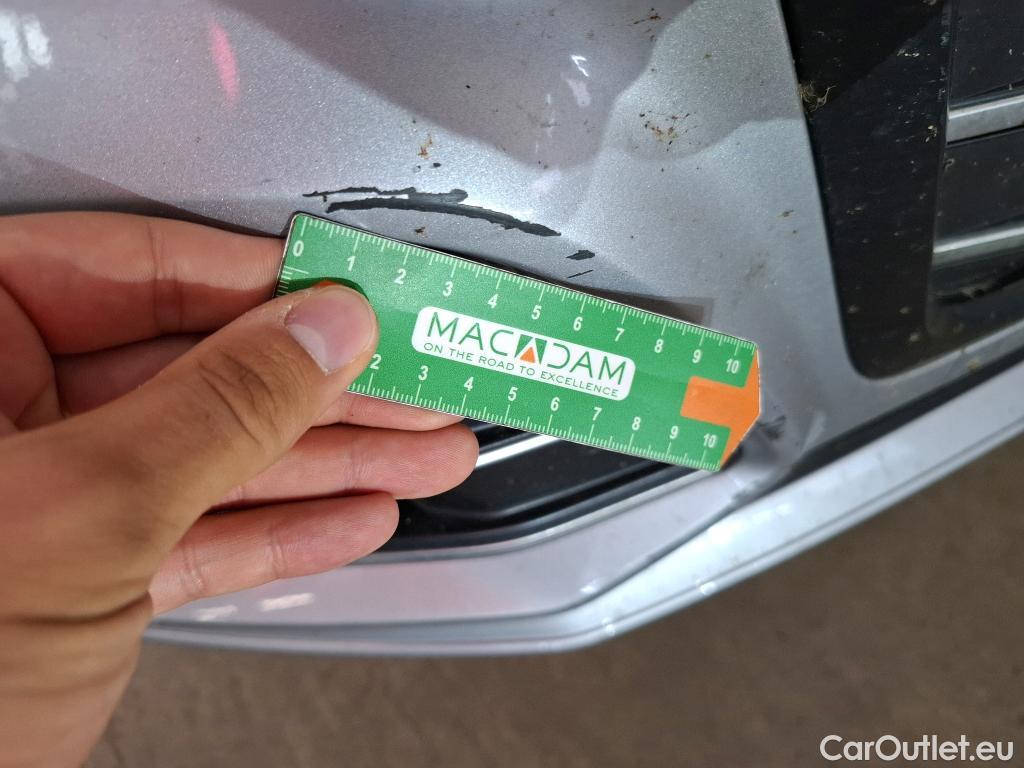 0 1 2 3 4 5 6 7 8 9 10
MACADAM
ON THE ROAD TO EXCELLENCE
2 3 4 5 6 7 8 9 10
CarOutlet.eu